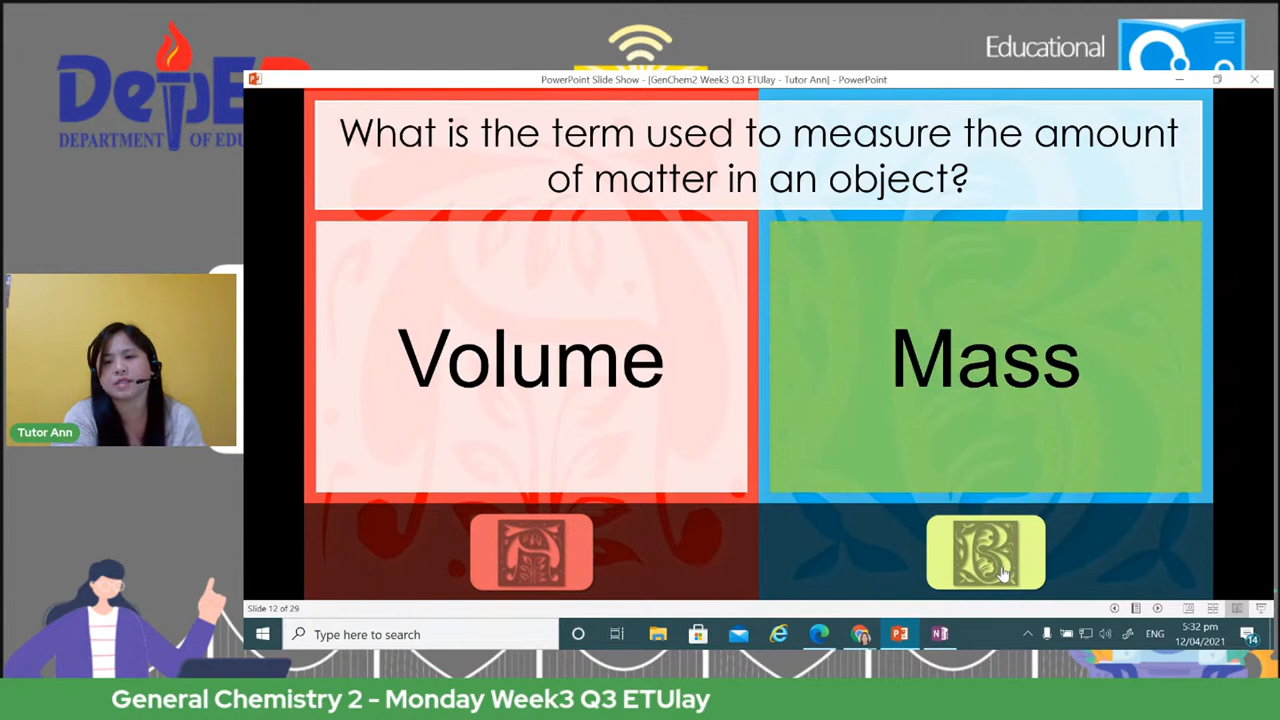 DepED
DEPARTMENT OF EDU
Educational
PowerPoint Slide Show - [GenChem2 Week3 Q3 ETUlay - Tutor Ann] - PowerPoint
What is the term used to measure the amount
of matter in an object?
Volume
Mass
A
B
Tutor Ann
Slide 12 of 29
Type here to search
ENG
5:32 pm
12/04/2021
14
General Chemistry 2 - Monday Week3 Q3 ETUlay